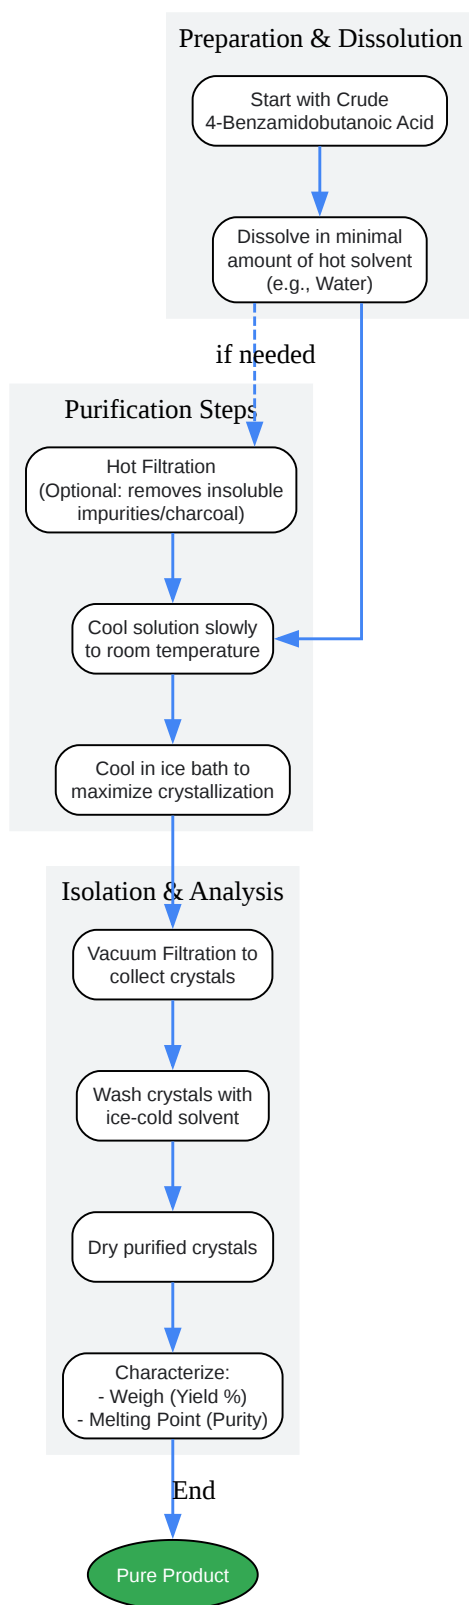 Preparation & Dissolution
Start with Crude
4-Benzamidobutanoic Acid
Dissolve in minimal
amount of hot solvent
(e.g., Water)
if needed
Purification Steps
Hot Filtration
(Optional: removes insoluble
impurities/charcoal)
Cool solution slowly
to room temperature
Cool in ice bath to
maximize crystallization
Isolation & Analysis
Vacuum Filtration to
collect crystals
Wash crystals with
ice-cold solvent
Dry purified crystals
Characterize:
- Weigh (Yield %)
- Melting Point (Purity)
End
Pure Product